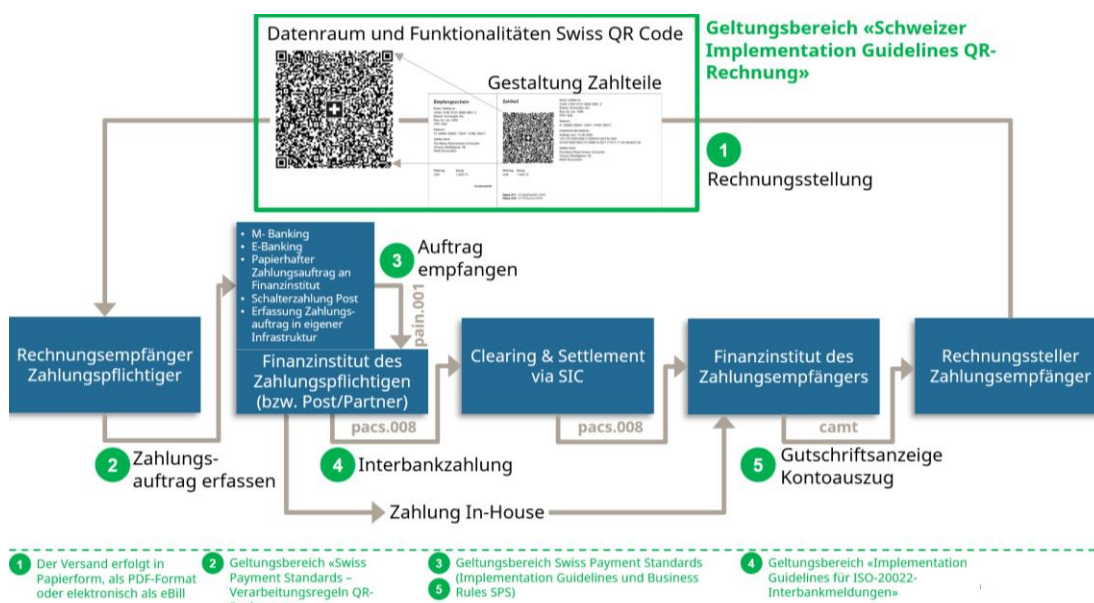 Datenraum und Funktionalitäten Swiss QR Code
Gestaltung Zahlteile
Empfangsschein
Zahlteil
Geltungsbereich «Schweizer
Implementation Guidelines QR-
Rechnung»
1
Rechnungsstellung
• M- Banking
• E-Banking
• Papierhafter
Zahlungsauftrag an
Finanzinstitut
• Schalterzahlung Post
• Erfassung Zahlungs-
auftrag in eigener
Infrastruktur
3
Auftrag
empfangen
pain.001
Rechnungsempfänger
Zahlungspflichtiger
Finanzinstitut des
Zahlungspflichtigen
(bzw. Post/Partner)
Clearing & Settlement
via SIC
Finanzinstitut des
Zahlungsempfängers
Rechnungssteller
Zahlungsempfänger
pacs.008
pacs.008
camt
2
Zahlungs-
auftrag erfassen
4
Interbankzahlung
5
Gutschriftsanzeige
Kontoauszug
Zahlung In-House
1
Der Versand erfolgt in
Papierform, als PDF-Format
oder elektronisch als eBill
2
Geltungsbereich «Swiss
Payment Standards –
Verarbeitungsregeln QR-
3
5
Geltungsbereich Swiss Payment Standards
(Implementation Guidelines und Business
Rules SPS)
4
Geltungsbereich «Implementation
Guidelines für ISO-20022-
Interbankmeldungen»